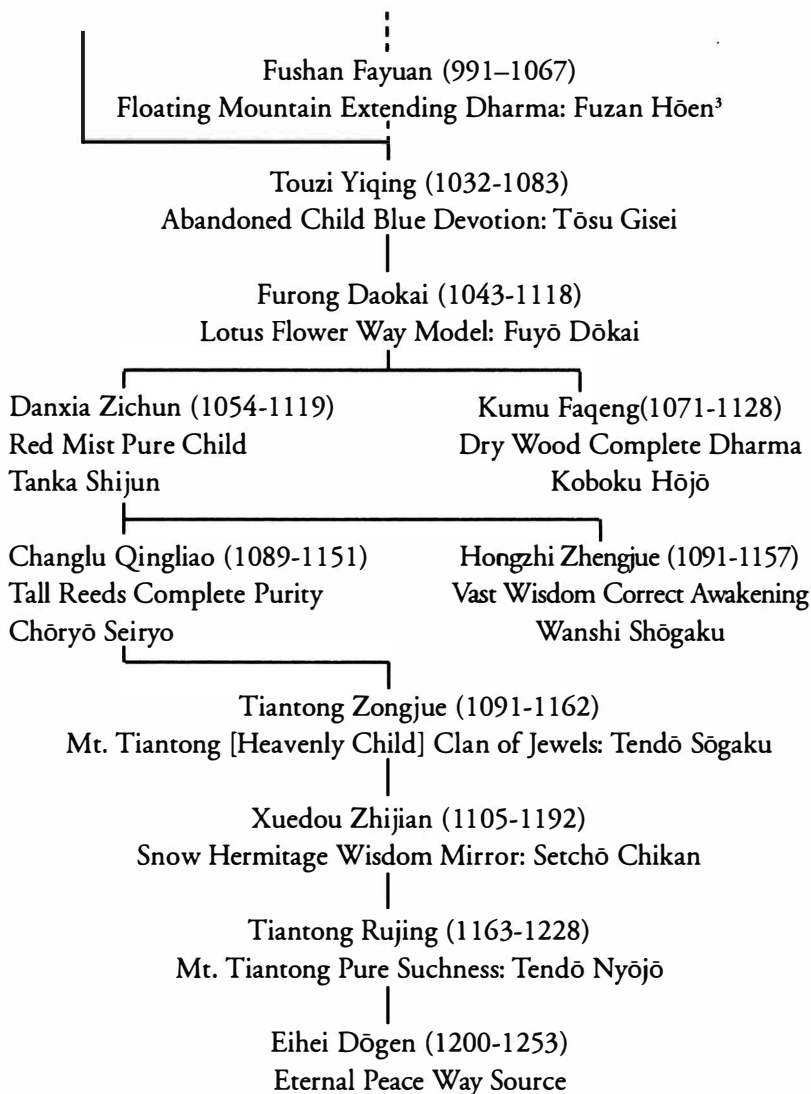 Fushan Fayuan (991–1067)
Floating Mountain Extending Dharma: Fuzan Hōen³
Touzi Yiqing (1032-1083)
Abandoned Child Blue Devotion: Tōsu Gisei
Furong Daokai (1043-1118)
Lotus Flower Way Model: Fuyō Dōkai
Danxia Zichun (1054-1119)
Red Mist Pure Child
Tanka Shijun
Kumu Faqeng(1071-1128)
Dry Wood Complete Dharma
Koboku Hōjō
Changlu Qingliao (1089-1151)
Tall Reeds Complete Purity
Chōryō Seiryo
Hongzhi Zhengjue (1091-1157)
Vast Wisdom Correct Awakening
Wanshi Shōgaku
Tiantong Zongjue (1091-1162)
Mt. Tiantong [Heavenly Child] Clan of Jewels: Tendō Sōgaku
Xuedou Zhijian (1105-1192)
Snow Hermitage Wisdom Mirror: Setchō Chikan
Tiantong Rujing (1163-1228)
Mt. Tiantong Pure Suchness: Tendō Nyōjō
Eihei Dōgen (1200-1253)
Eternal Peace Way Source